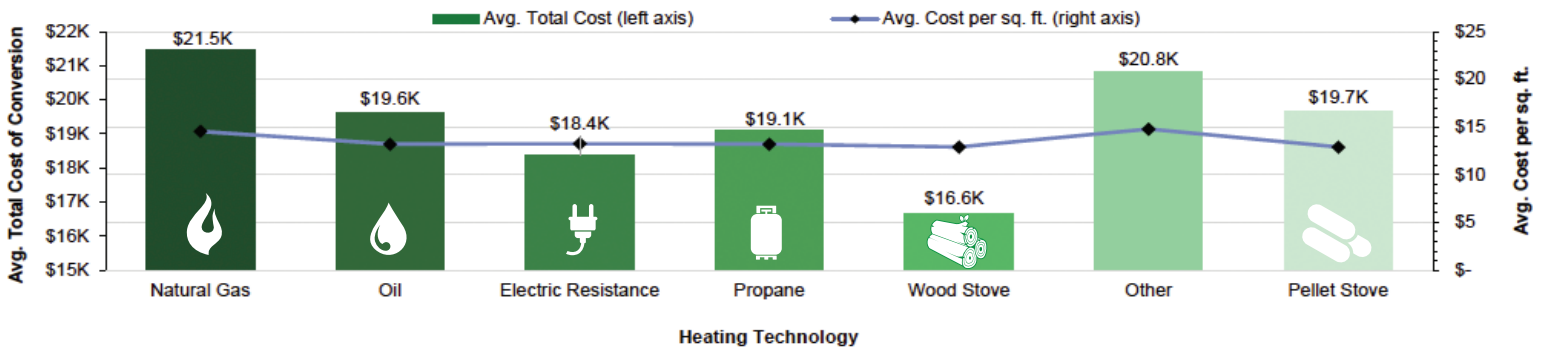 Avg. Total Cost (left axis)
Avg. Cost per sq. ft. (right axis)
Avg. Total Cost of Conversion
$22K
$21K
$20K
$19K
$18K
$17K
$16K
$15K
$21.5K
$19.6K
$18.4K
$19.1K
$16.6K
$20.8K
$19.7K
$25
$20
$15
$10
$5
$-
Avg. Cost per sq. ft.
Natural Gas
Oil
Electric Resistance
Propane
Wood Stove
Other
Pellet Stove
Heating Technology